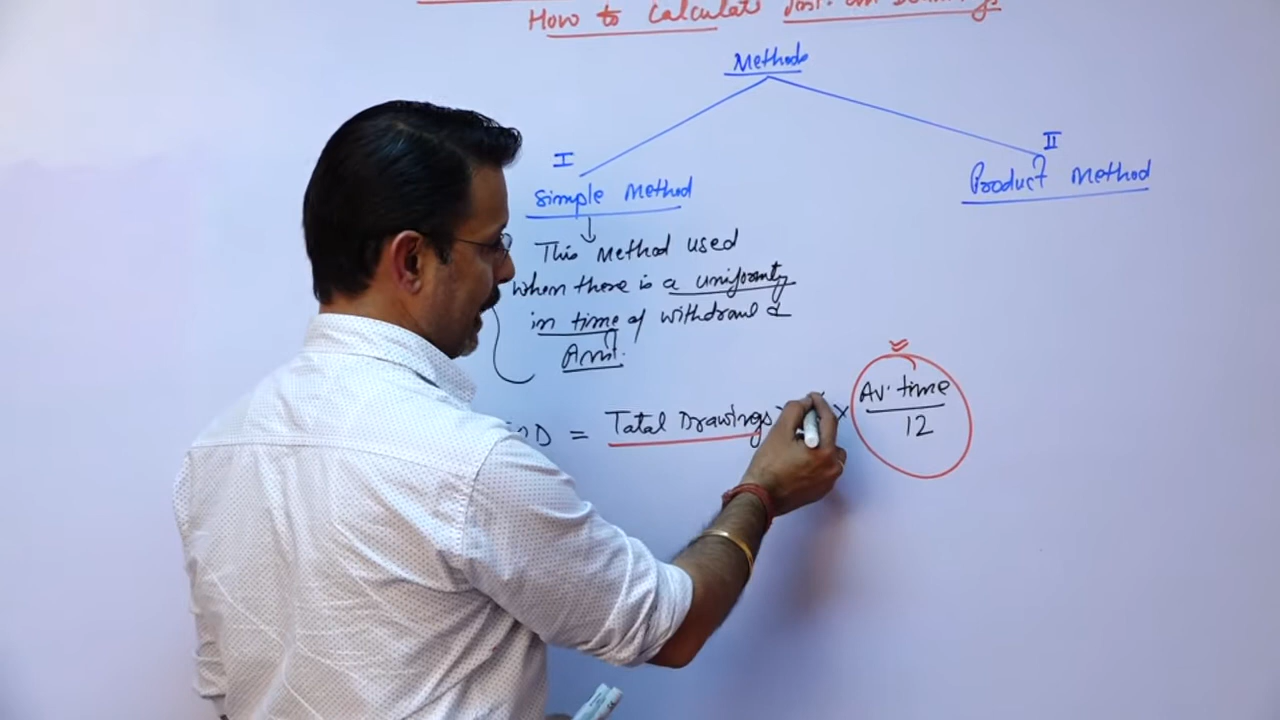 How to Calculate
Methods
I
II
Simple Method
Product Method
This Method used
when there is a uniformity
in time of withdrawl &
Amt.
= Tatal Drawings × Av. time
12